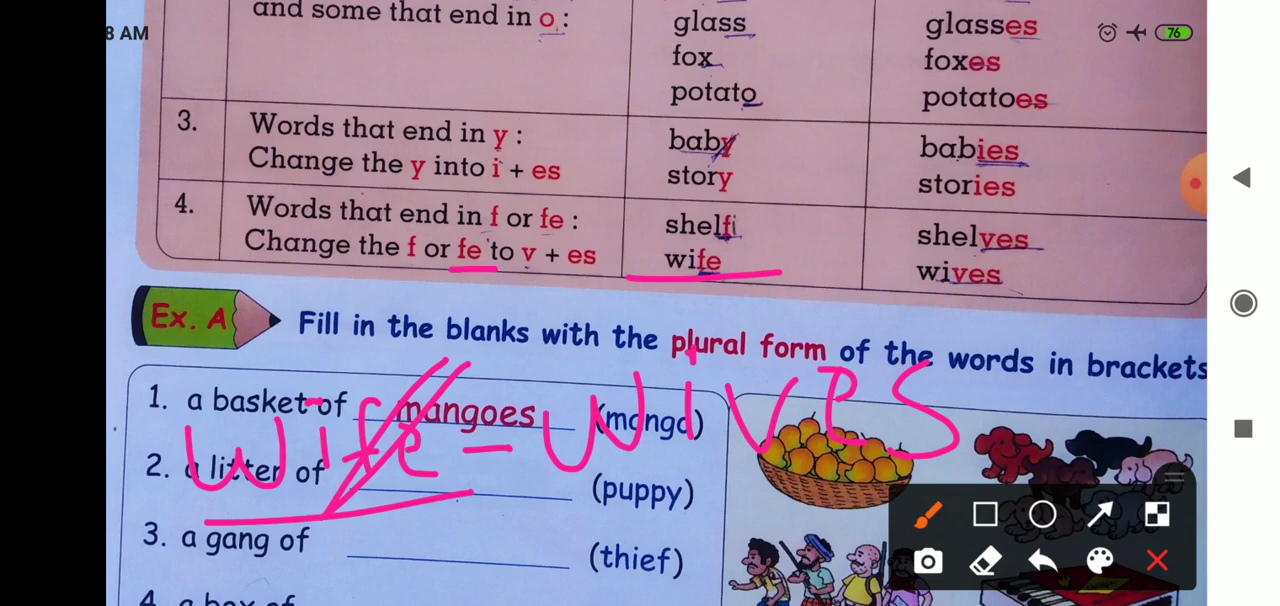 8 AM
76
and some that end in o :
glass glasses
fox foxes
potato potatoes
3. Words that end in y : baby babies
Change the y into i + es story stories
4. Words that end in f or fe : shelf shelves
Change the f or fe to v + es wife wives
Ex. A Fill in the blanks with the plural form of the words in brackets
1. a basket of mangoes (mango)
wife - wives
2. a litter of (puppy)
3. a gang of (thief)
4. a box of